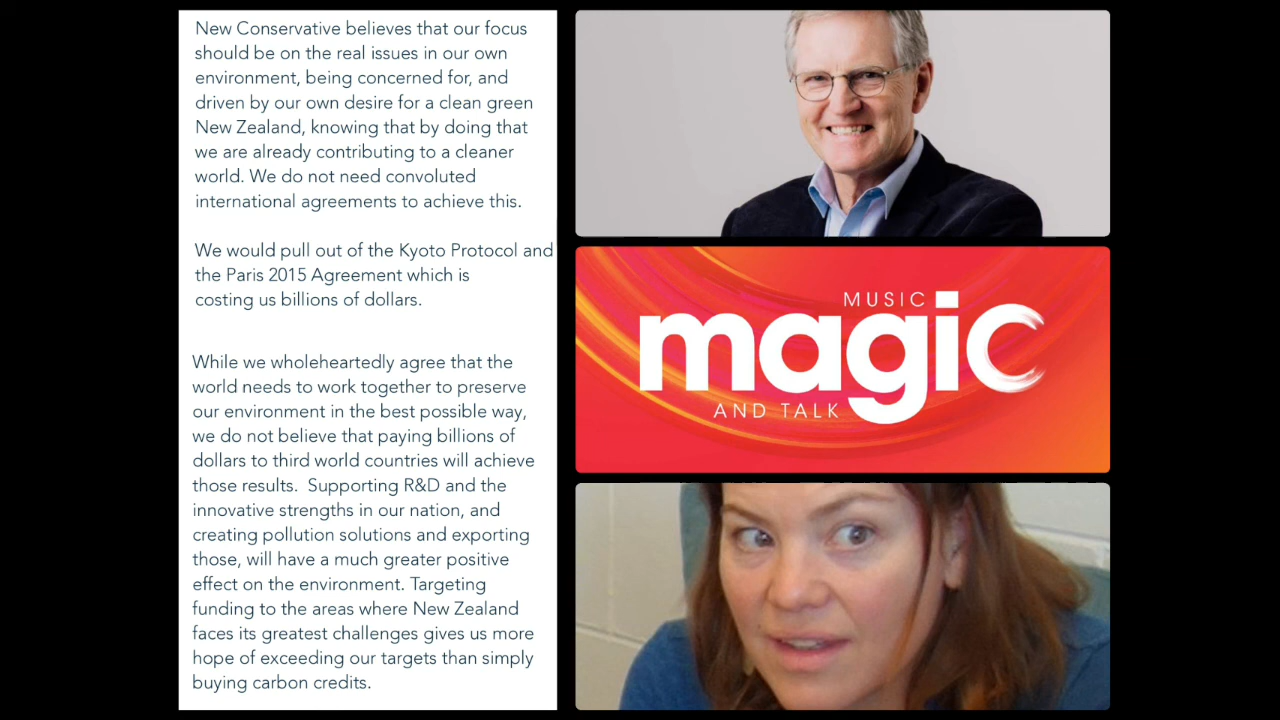 New Conservative believes that our focus
should be on the real issues in our own
environment, being concerned for, and
driven by our own desire for a clean green
New Zealand, knowing that by doing that
we are already contributing to a cleaner
world. We do not need convoluted
international agreements to achieve this.
We would pull out of the Kyoto Protocol and
the Paris 2015 Agreement which is
costing us billions of dollars.
While we wholeheartedly agree that the
world needs to work together to preserve
our environment in the best possible way,
we do not believe that paying billions of
dollars to third world countries will achieve
those results. Supporting R&D and the
innovative strengths in our nation, and
creating pollution solutions and exporting
those, will have a much greater positive
effect on the environment. Targeting
funding to the areas where New Zealand
faces its greatest challenges gives us more
hope of exceeding our targets than simply
buying carbon credits.
MUSIC
magic
AND TALK